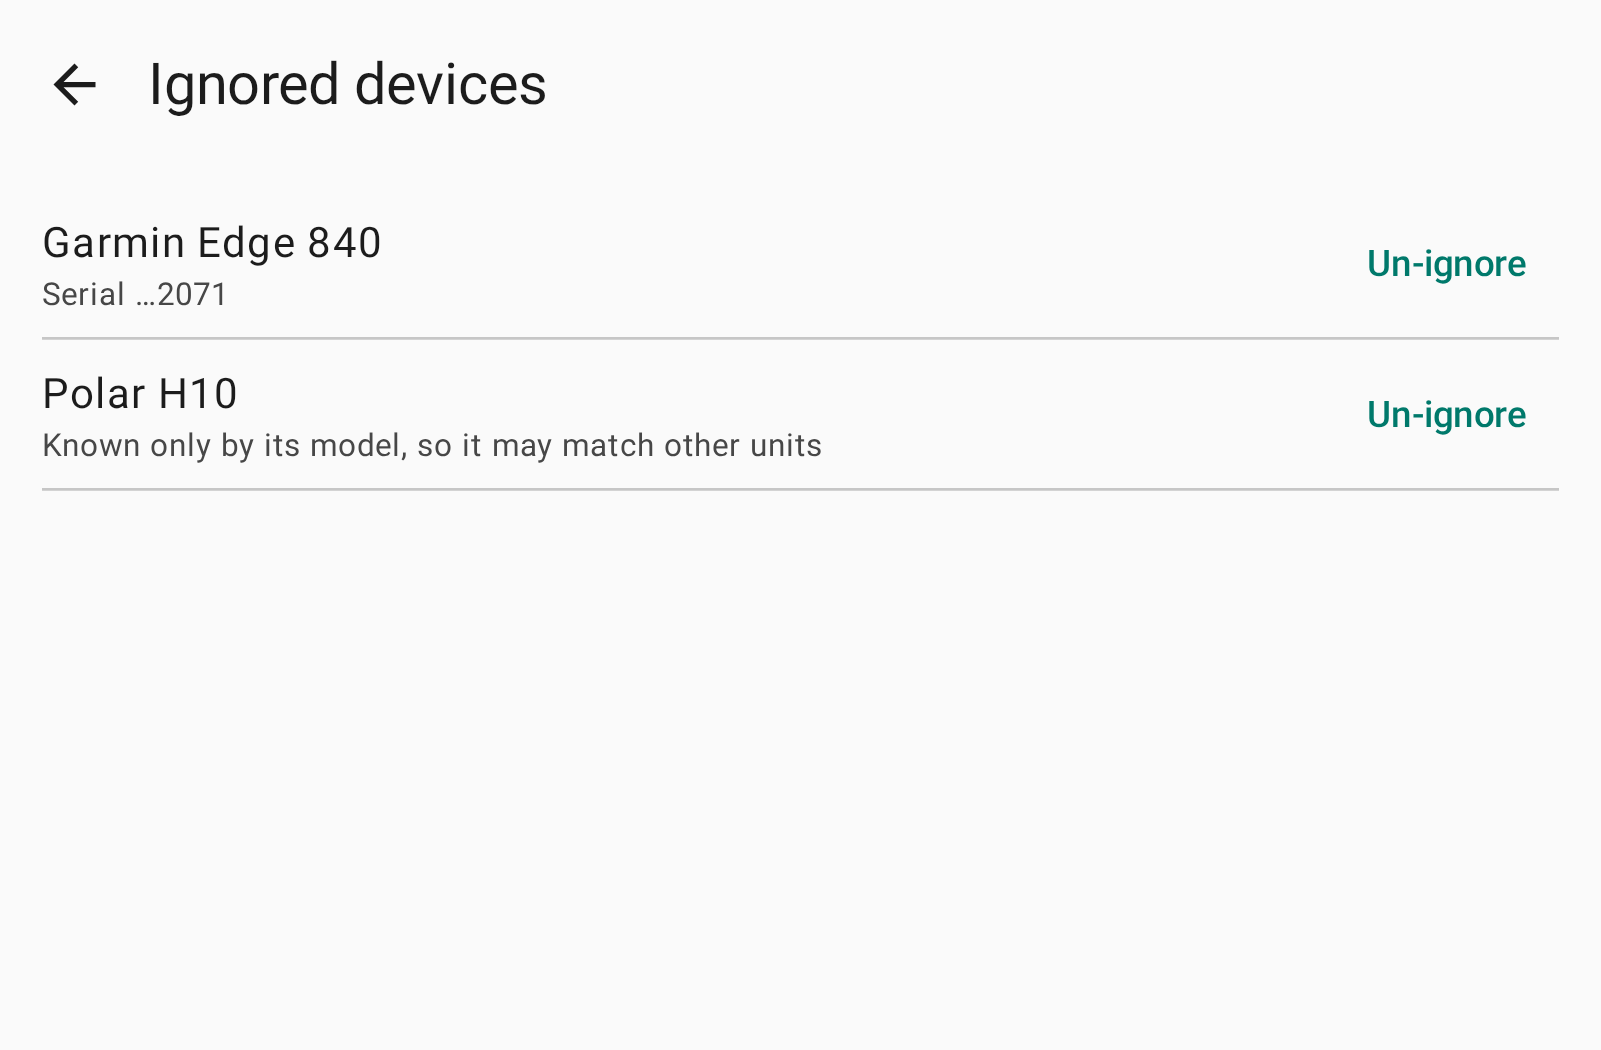 Ignored devices
Garmin Edge 840
Serial …2071
Un-ignore
Polar H10
Known only by its model, so it may match other units
Un-ignore